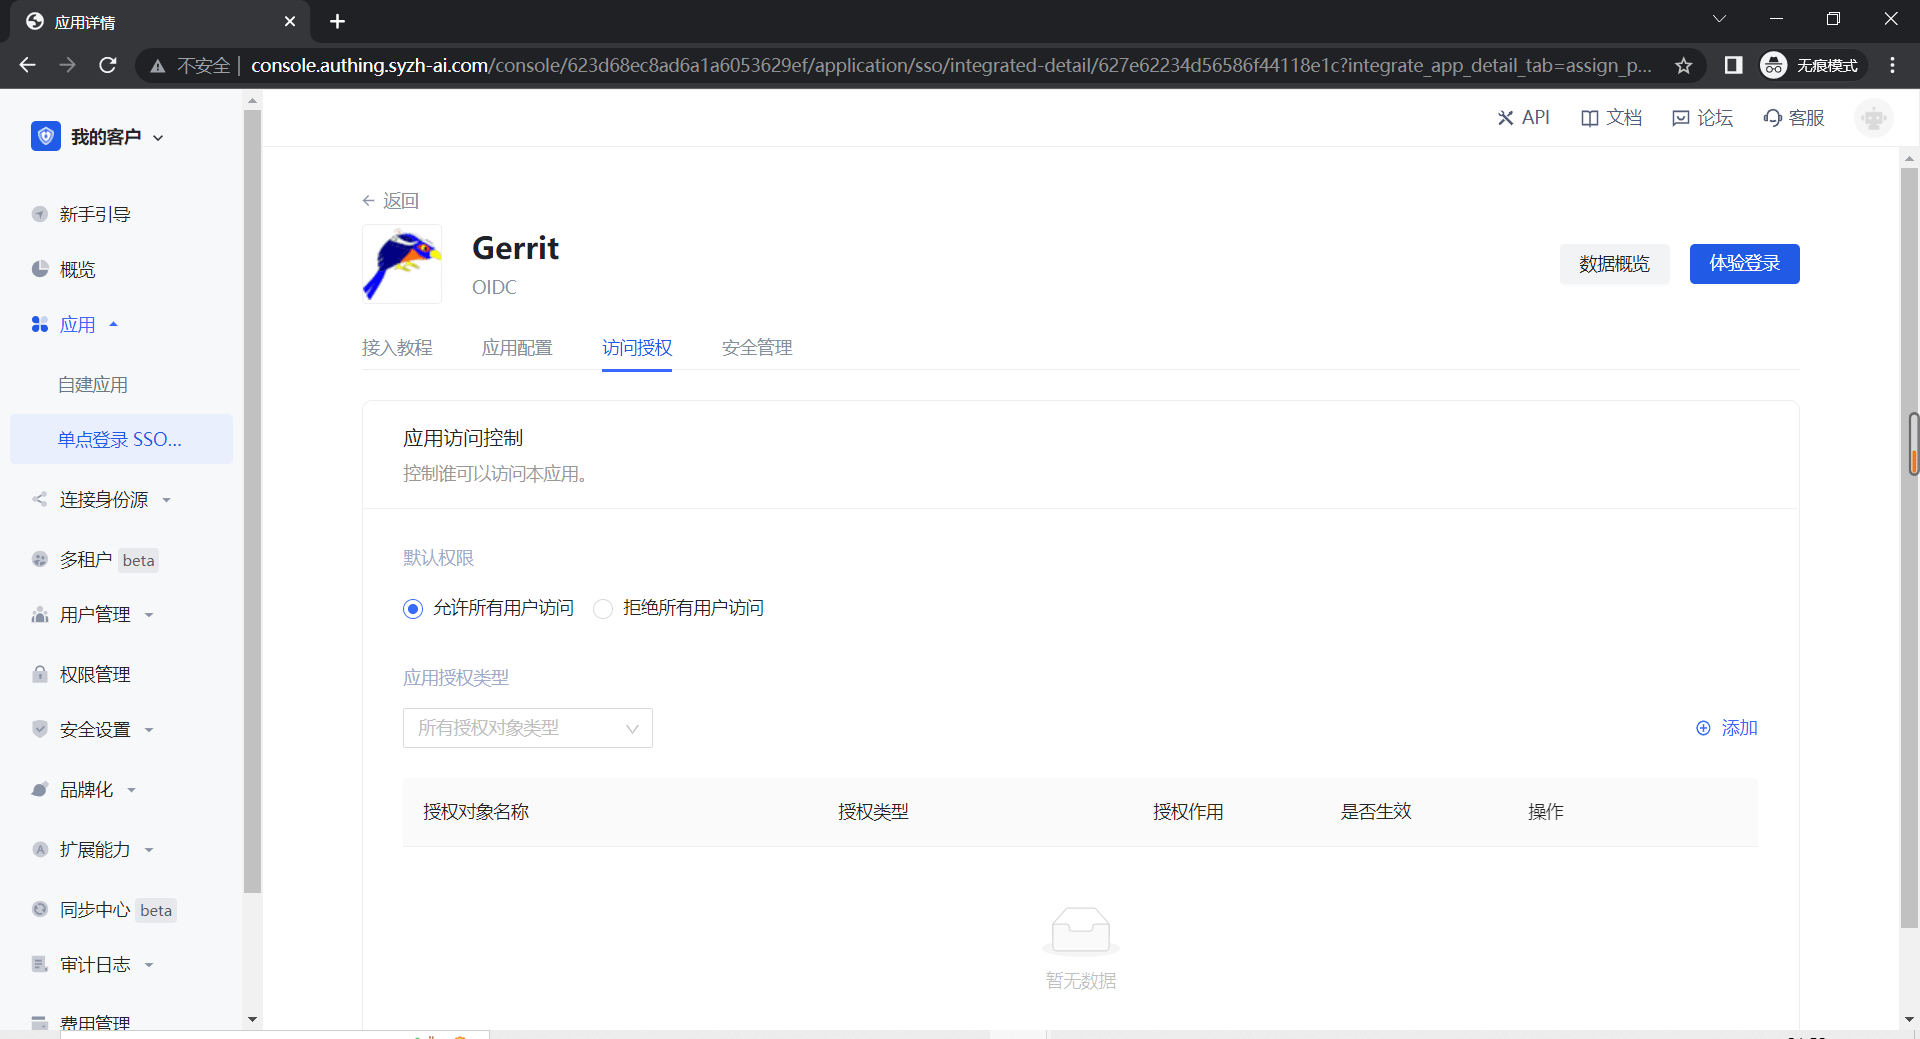 应用详情
不安全
console.authing.syzh-ai.com/console/623d68ec8ad6a1a6053629ef/application/sso/integrated-detail/627e62234d56586f44118e1c?integrate_app_detail_tab=assign_p...
无痕模式
我的客户
API
文档
论坛
客服
新手引导
概览
应用
自建应用
单点登录 SSO...
连接身份源
多租户 beta
用户管理
权限管理
安全设置
品牌化
扩展能力
同步中心 beta
审计日志
费用管理
返回
Gerrit
OIDC
数据概览
体验登录
接入教程
应用配置
访问授权
安全管理
应用访问控制
控制谁可以访问本应用。
默认权限
允许所有用户访问
拒绝所有用户访问
应用授权类型
所有授权对象类型
添加
授权对象名称
授权类型
授权作用
是否生效
操作
暂无数据